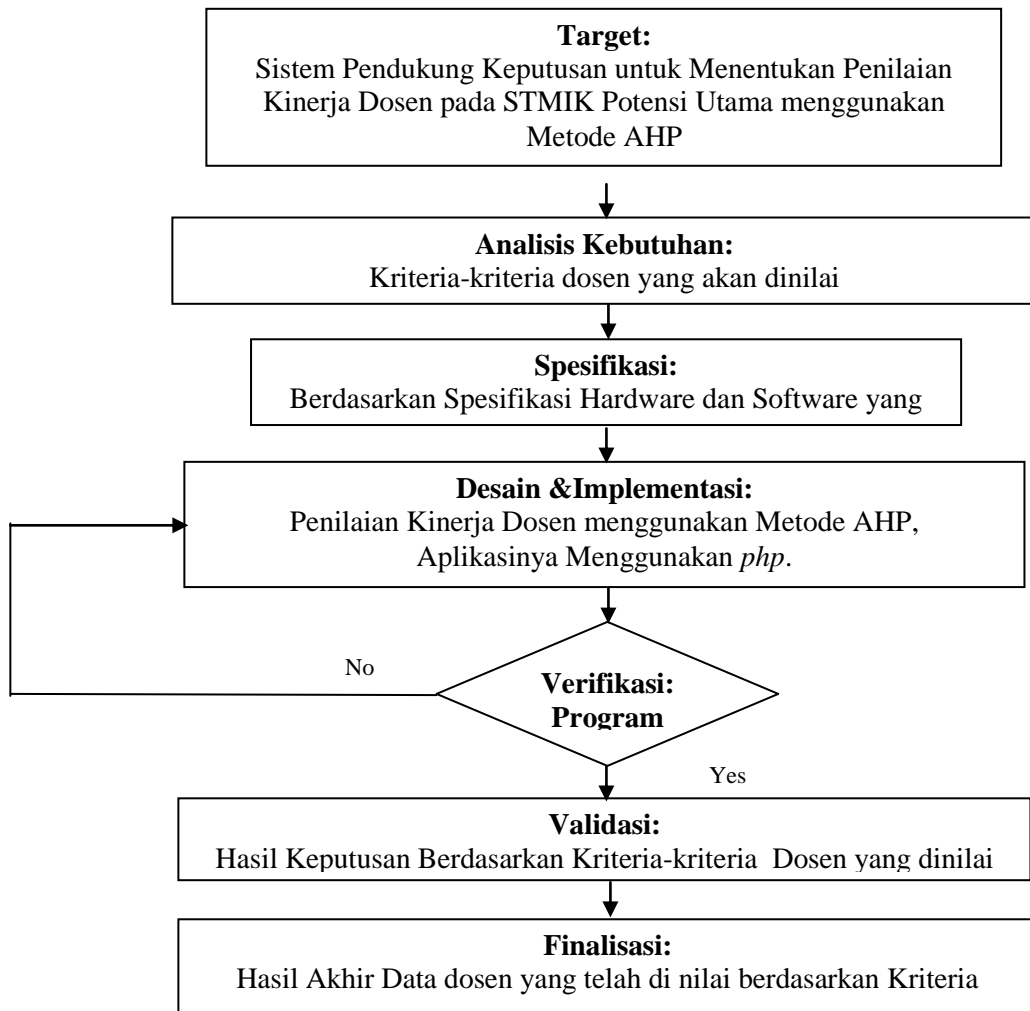 Target:
Sistem Pendukung Keputusan untuk Menentukan Penilaian
Kinerja Dosen pada STMIK Potensi Utama menggunakan
Metode AHP
Analisis Kebutuhan:
Kriteria-kriteria dosen yang akan dinilai
Spesifikasi:
Berdasarkan Spesifikasi Hardware dan Software yang
Desain &Implementasi:
Penilaian Kinerja Dosen menggunakan Metode AHP,
Aplikasinya Menggunakan php.
No
Verifikasi:
Program
Yes
Validasi:
Hasil Keputusan Berdasarkan Kriteria-kriteria Dosen yang dinilai
Finalisasi:
Hasil Akhir Data dosen yang telah di nilai berdasarkan Kriteria